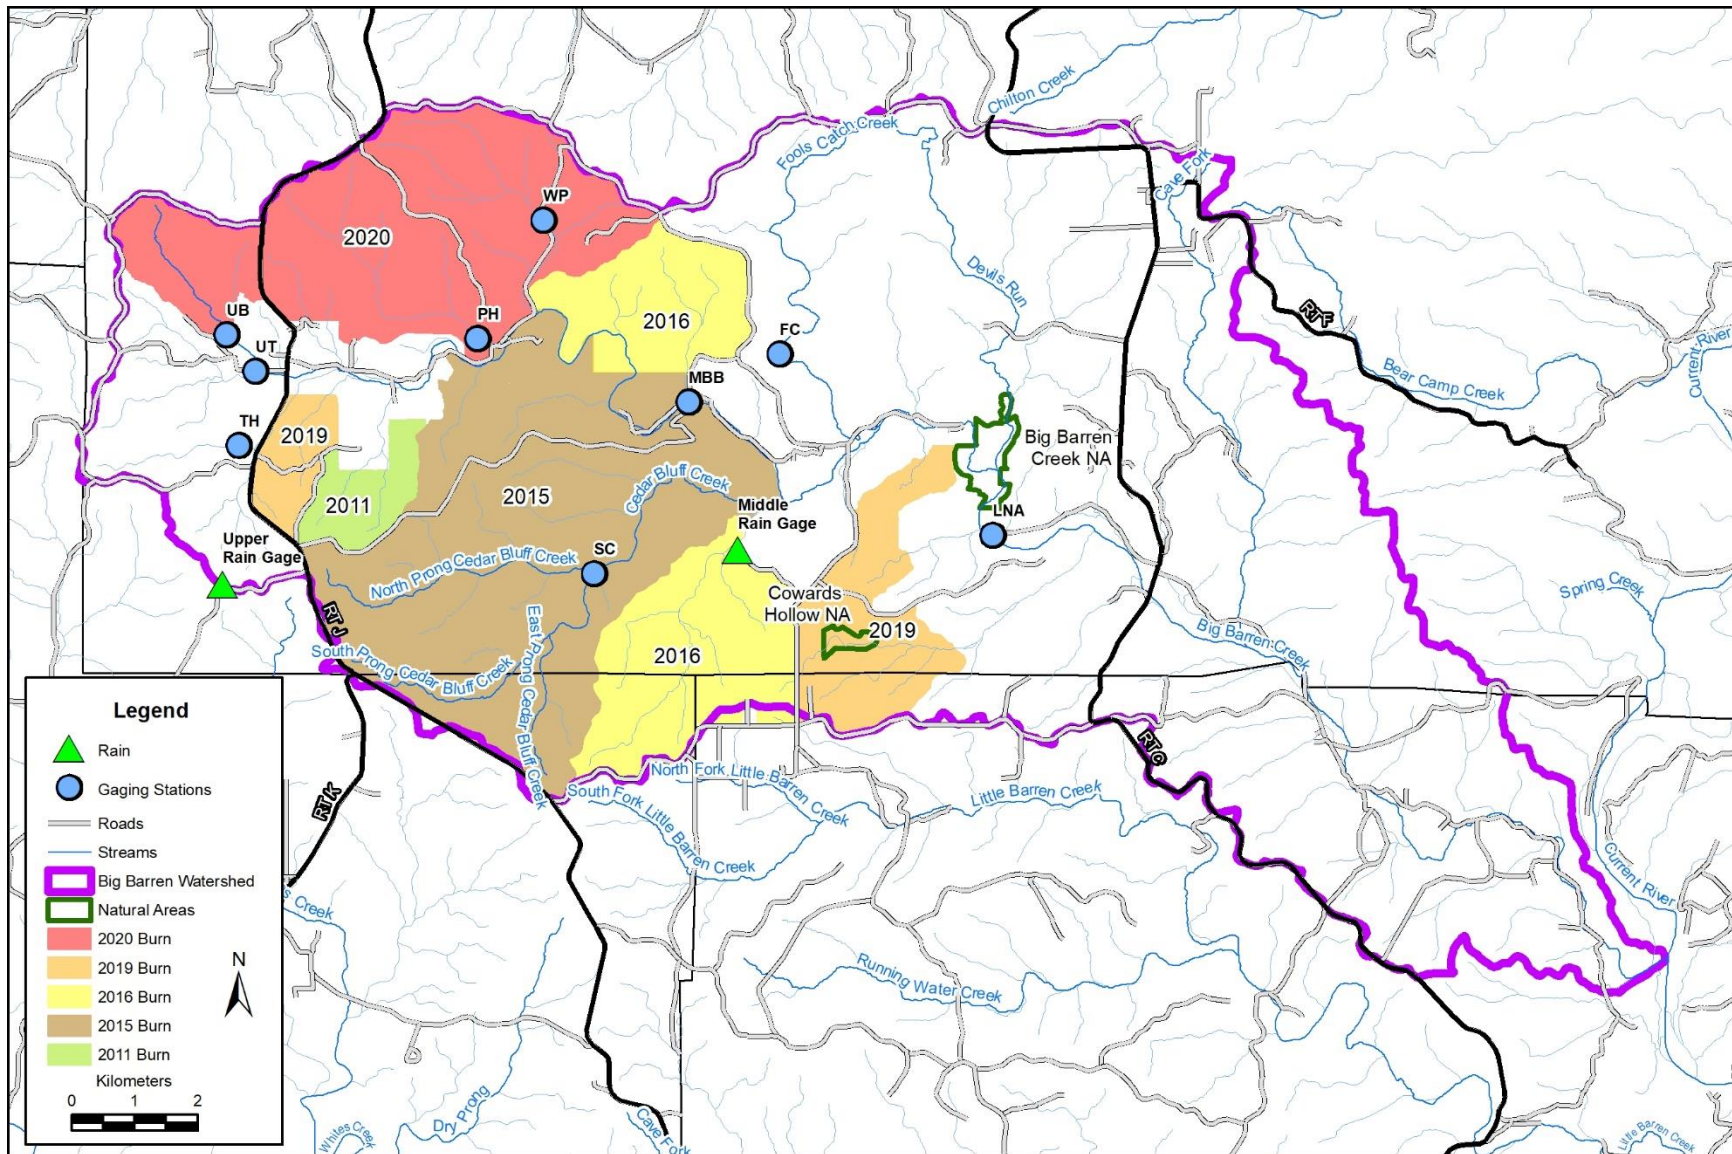 Chilton Creek
Fools Catch Creek
Cave Fork
WP
2020
Devils Run
UB
PH
2016
FC
RT F
UT
MBB
Bear Camp Creek
Current River
TH
2019
Big Barren
Creek NA
2011
2015
Cedar Bluff Creek
Middle
Rain Gage
LNA
Upper
Rain Gage
North Prong Cedar Bluff Creek
SC
Cowards
Hollow NA
Spring Creek
RT J
East Prong Cedar Bluff Creek
2019
Big Barren Creek
South Prong Cedar Bluff Creek
2016
RT C
North Fork Little Barren Creek
South Fork Little Barren Creek
Little Barren Creek
RT K
Current River
s Creek
Running Water Creek
Dry Prong
Cave Fork
Whites Creek
Little Barren Creek
Legend
Rain
Gaging Stations
Roads
Streams
Big Barren Watershed
Natural Areas
2020 Burn
2019 Burn
2016 Burn
2015 Burn
2011 Burn
N
Kilometers
0 1 2